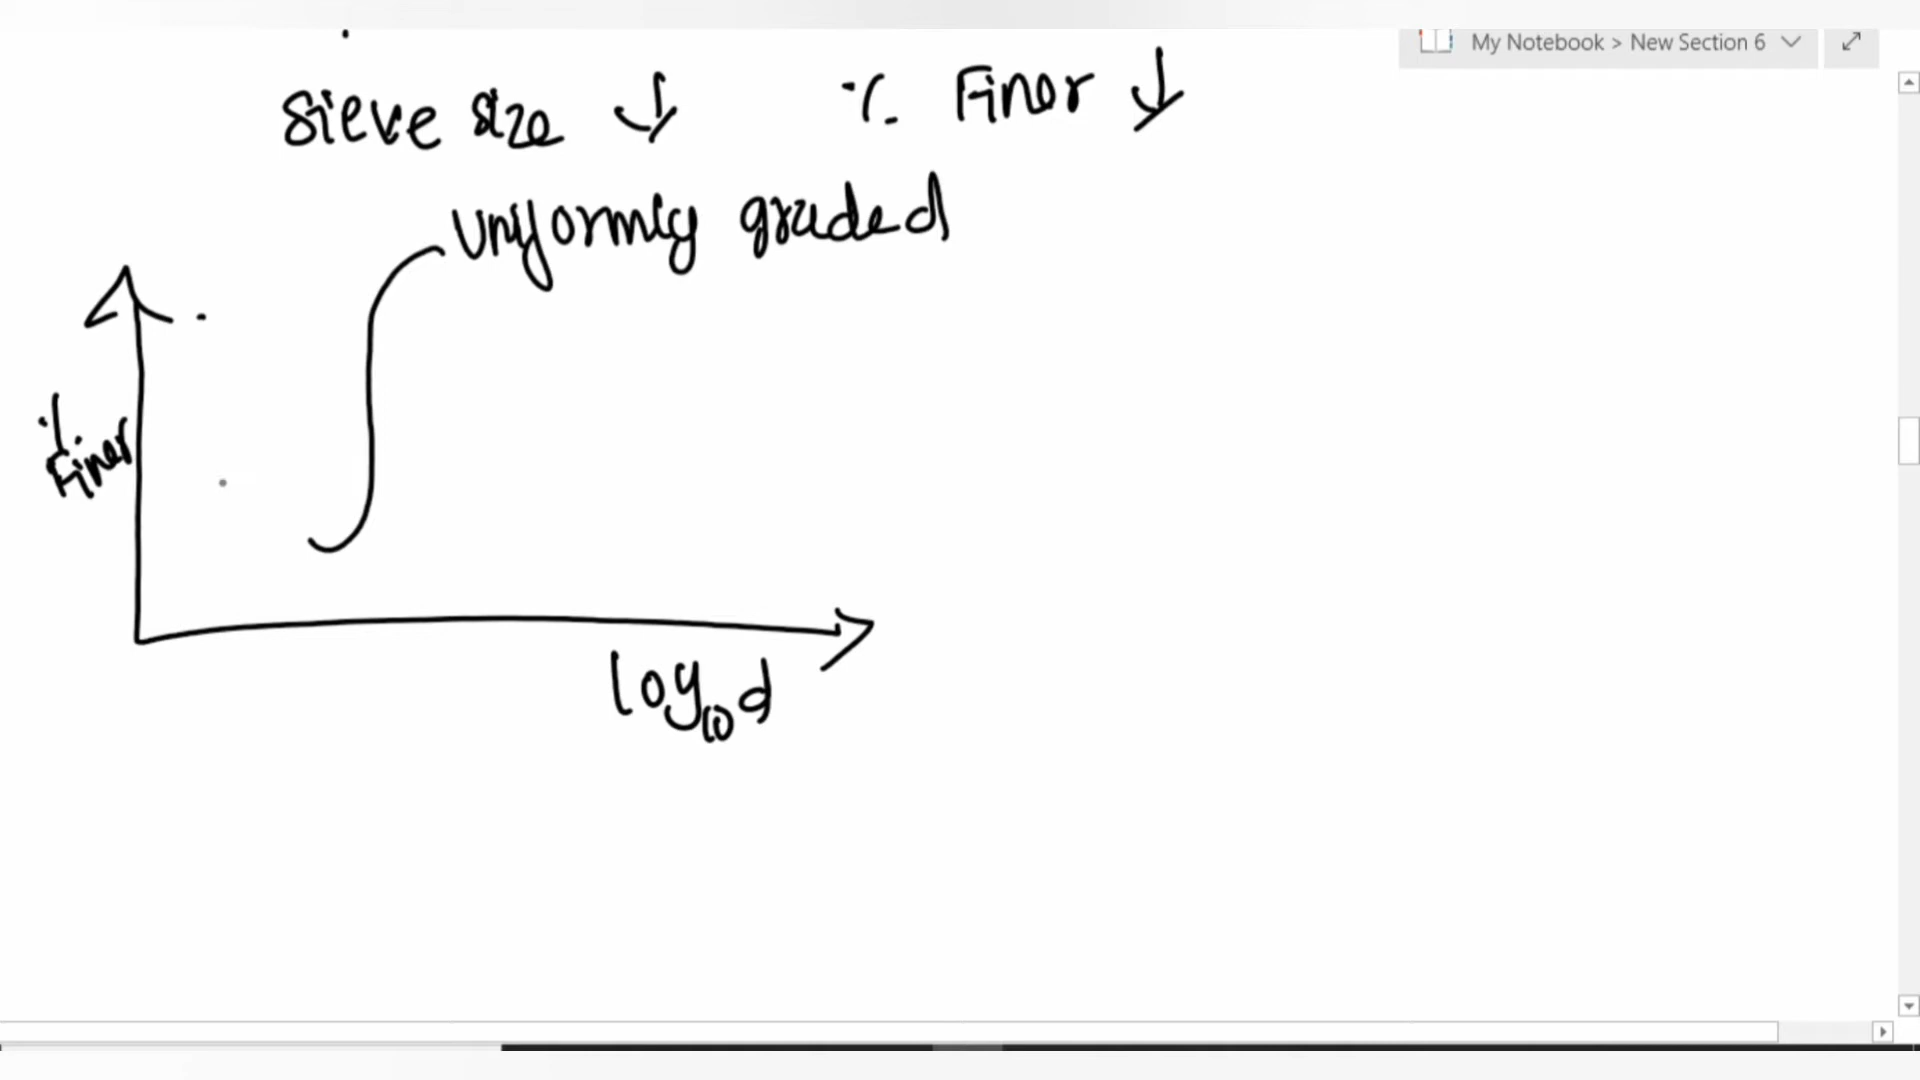 My Notebook > New Section 6
Sieve size ↓ % Finer ↓
Uniformly graded
% Finer
log₁₀d